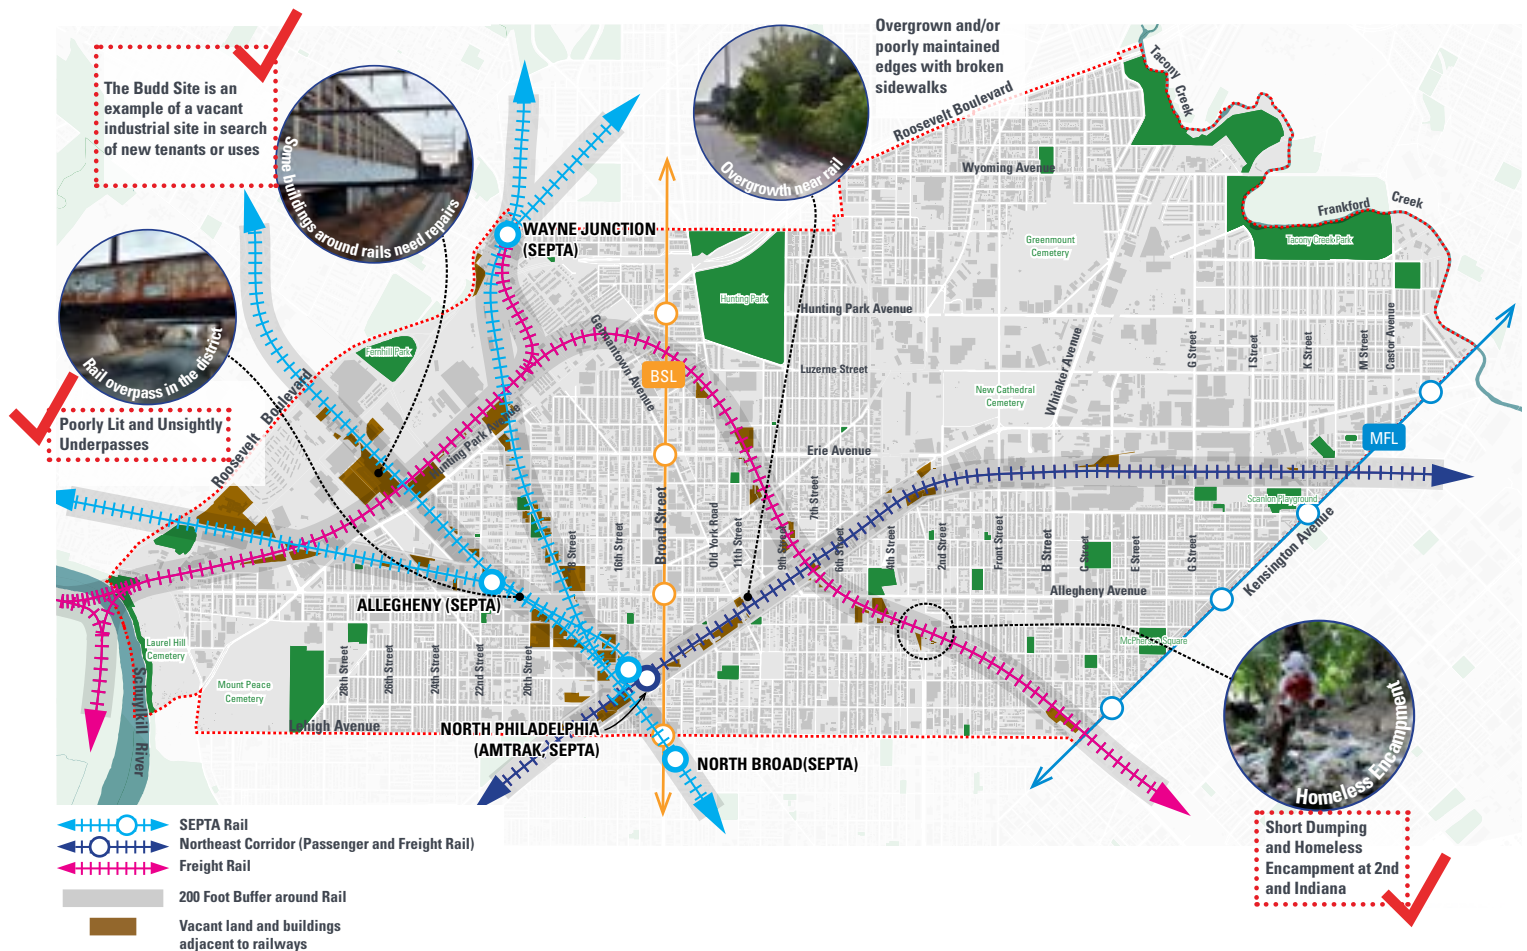 The Budd Site is an
example of a vacant
industrial site in search
of new tenants or uses
Some buildings around rails need repairs
Overgrown and/or
poorly maintained
edges with broken
sidewalks
Overgrowth near rail
Rail overpass in the district
Poorly Lit and Unsightly
Underpasses
Roosevelt Boulevard
Tacony
Creek
Wyoming Avenue
Frankford Creek
Tacony Creek Park
Greenmount
Cemetery
WAYNE JUNCTION
(SEPTA)
Hunting Park
Hunting Park Avenue
Fernhill Park
Germantown Avenue
BSL
Luzerne Street
New Cathedral
Cemetery
Whitaker Avenue
G Street
I Street
K Street
M Street
Castor Avenue
MFL
Roosevelt Boulevard
Hunting Park Avenue
Erie Avenue
Scanlon Playground
Kensington Avenue
Broad Street
16th Street
Old York Road
11th Street
9th Street
7th Street
6th Street
4th Street
2nd Street
Front Street
B Street
C Street
E Street
G Street
Allegheny Avenue
ALLEGHENY (SEPTA)
Laurel Hill
Cemetery
Mount Peace
Cemetery
Schuylkill River
28th Street
26th Street
24th Street
22nd Street
20th Street
Lehigh Avenue
NORTH PHILADELPHIA
(AMTRAK, SEPTA)
NORTH BROAD(SEPTA)
Homeless Encampment
Short Dumping
and Homeless
Encampment at 2nd
and Indiana
SEPTA Rail
Northeast Corridor (Passenger and Freight Rail)
Freight Rail
200 Foot Buffer around Rail
Vacant land and buildings
adjacent to railways